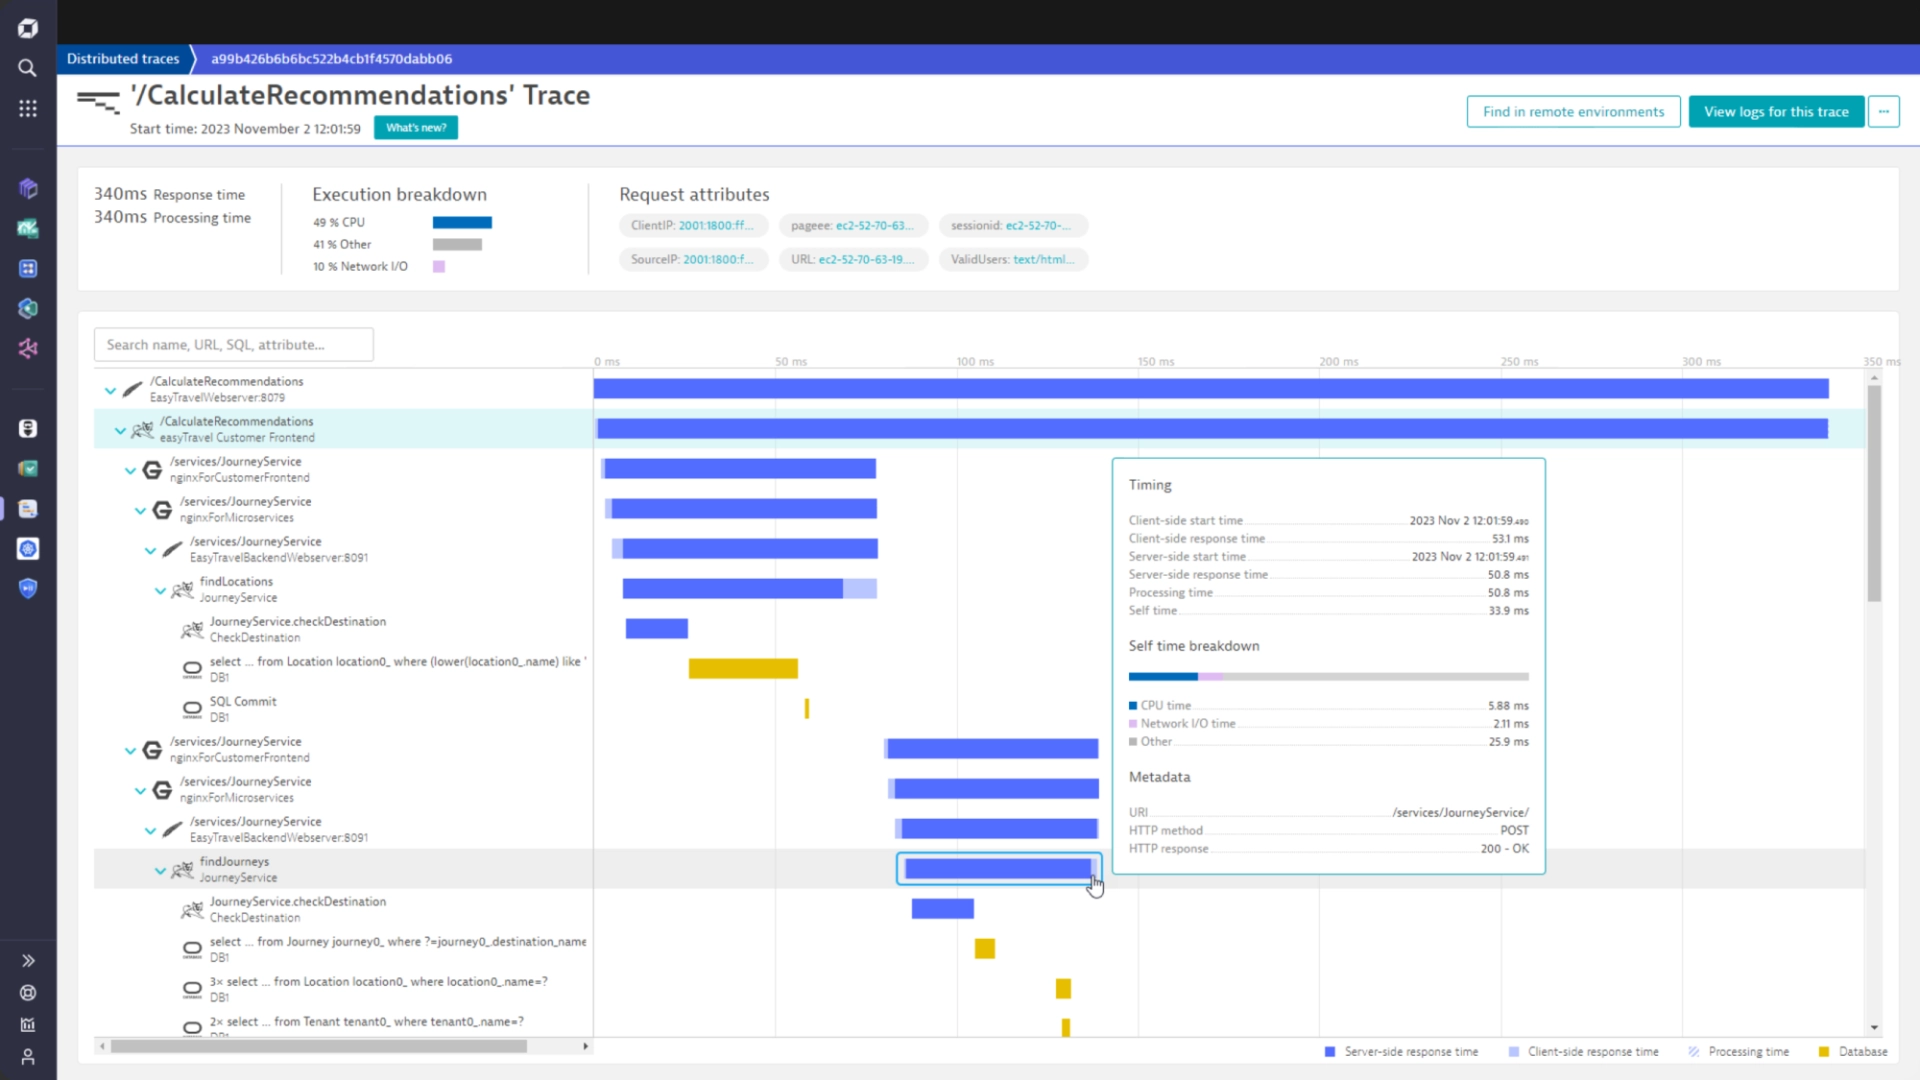 Distributed traces
a99b426b6b6bc522b4cb1f4570dabb06
'/CalculateRecommendations' Trace
Start time: 2023 November 2 12:01:59
What's new?
Find in remote environments
View logs for this trace
...
340ms Response time
340ms Processing time
Execution breakdown
49 % CPU
41 % Other
10 % Network I/O
Request attributes
ClientIP: 2001:1800:ff...
pageee: ec2-52-70-63...
sessionid: ec2-52-70-...
SourceIP: 2001:1800:f...
URL: ec2-52-70-63-19....
ValidUsers: text/html...
Search name, URL, SQL, attribute...
0 ms
50 ms
100 ms
150 ms
200 ms
250 ms
300 ms
350 ms
/CalculateRecommendations
EasyTravelWebserver:8079
/CalculateRecommendations
easyTravel Customer Frontend
/services/JourneyService
nginxForCustomerFrontend
/services/JourneyService
nginxForMicroservices
/services/JourneyService
EasyTravelBackendWebserver:8091
findLocations
JourneyService
JourneyService.checkDestination
CheckDestination
select ... from Location location0_ where (lower(location0_.name) like '
DB1
SQL Commit
DB1
/services/JourneyService
nginxForCustomerFrontend
/services/JourneyService
nginxForMicroservices
/services/JourneyService
EasyTravelBackendWebserver:8091
findJourneys
JourneyService
JourneyService.checkDestination
CheckDestination
select ... from Journey journey0_ where ?=journey0_.destination_name
DB1
3× select ... from Location location0_ where location0_.name=?
DB1
2× select ... from Tenant tenant0_ where tenant0_.name=?
Timing
Client-side start time 2023 Nov 2 12:01:59.490
Client-side response time 53.1 ms
Server-side start time 2023 Nov 2 12:01:59.491
Server-side response time 50.8 ms
Processing time 50.8 ms
Self time 33.9 ms
Self time breakdown
CPU time 5.88 ms
Network I/O time 2.11 ms
Other 25.9 ms
Metadata
URI /services/JourneyService/
HTTP method POST
HTTP response 200 - OK
Server-side response time
Client-side response time
Processing time
Database